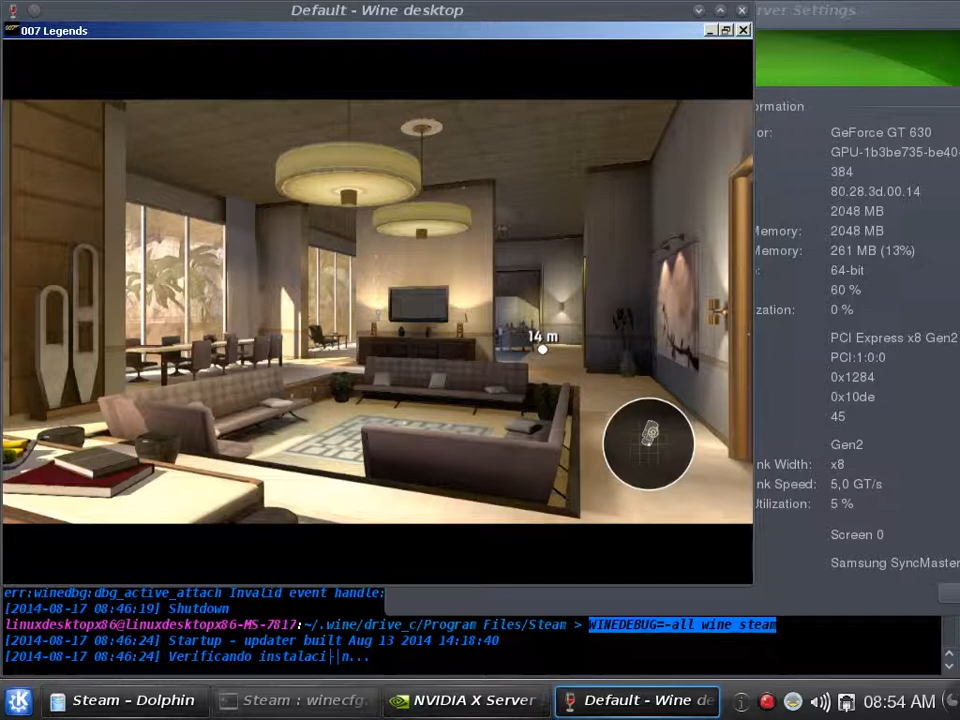 Default - Wine desktop
rver Settings
007 Legends
14 m
ormation
or: GeForce GT 630
GPU-1b3be735-be40-
384
80.28.3d.00.14
2048 MB
Memory: 2048 MB
Memory: 261 MB (13%)
: 64-bit
60 %
zation: 0 %
PCI Express x8 Gen2
PCI:1:0:0
0x1284
0x10de
45
Gen2
nk Width: x8
nk Speed: 5,0 GT/s
Utilization: 5 %
Screen 0
Samsung SyncMaster
err:winedbg:dbg_active_attach Invalid event handle:
[2014-08-17 08:46:19] Shutdown
linuxdesktopx86@linuxdesktopx86-MS-7817:~/.wine/drive_c/Program Files/Steam > WINEDEBUG=-all wine steam
[2014-08-17 08:46:24] Startup - updater built Aug 13 2014 14:18:40
[2014-08-17 08:46:24] Verificando instalaci├│n...
Steam - Dolphin
Steam : winecfg
NVIDIA X Server
Default - Wine de
08:54 AM